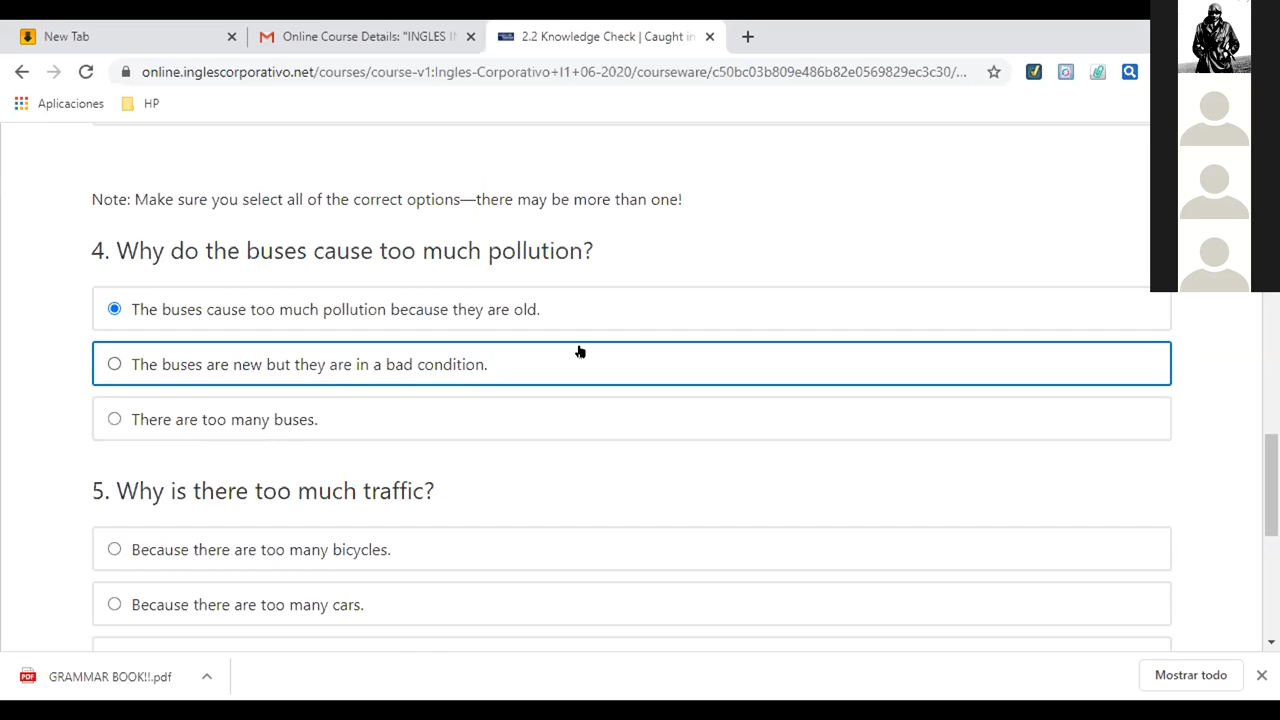 New Tab
Online Course Details: "INGLES I
2.2 Knowledge Check | Caught in
online.inglescorporativo.net/courses/course-v1:Ingles-Corporativo+I1+06-2020/courseware/c50bc03b809e486b82e0569829ec3c30/...
Aplicaciones
HP
Note: Make sure you select all of the correct options—there may be more than one!
4. Why do the buses cause too much pollution?
The buses cause too much pollution because they are old.
The buses are new but they are in a bad condition.
There are too many buses.
5. Why is there too much traffic?
Because there are too many bicycles.
Because there are too many cars.
PDF
GRAMMAR BOOK!!.pdf
Mostrar todo